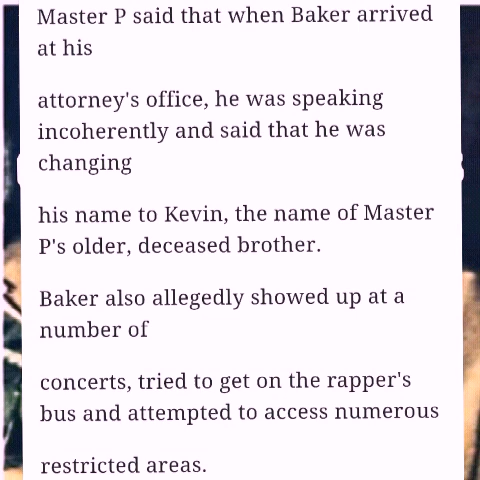 Master P said that when Baker arrived
at his
attorney's office, he was speaking
incoherently and said that he was
changing
his name to Kevin, the name of Master
P's older, deceased brother.
Baker also allegedly showed up at a
number of
concerts, tried to get on the rapper's
bus and attempted to access numerous
restricted areas.